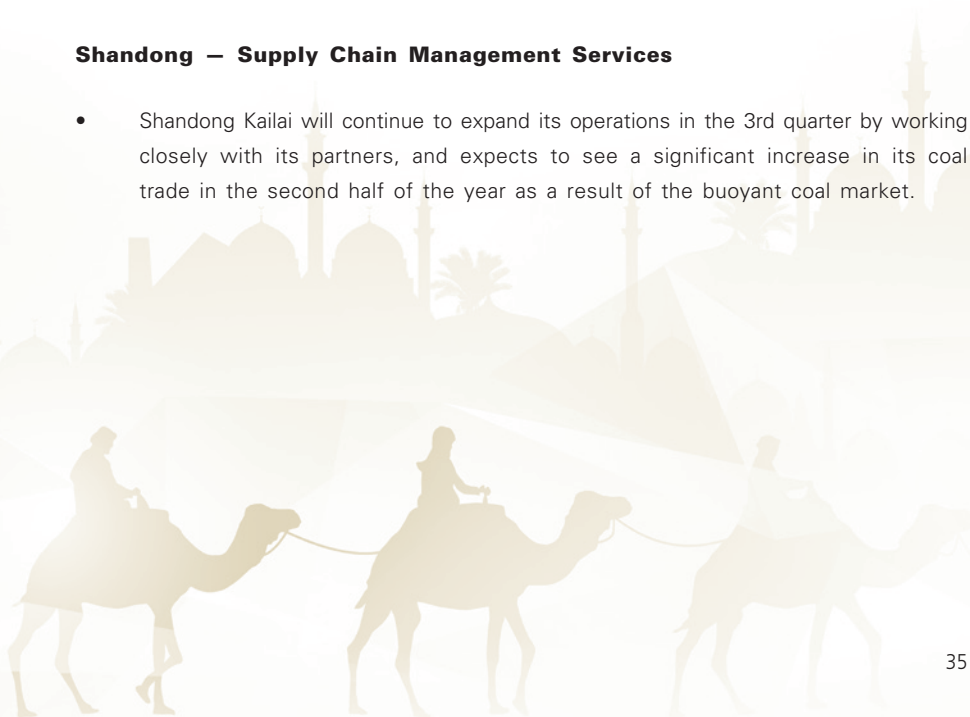 Shandong – Supply Chain Management Services
• Shandong Kailai will continue to expand its operations in the 3rd quarter by working
closely with its partners, and expects to see a significant increase in its coal
trade in the second half of the year as a result of the buoyant coal market.
35